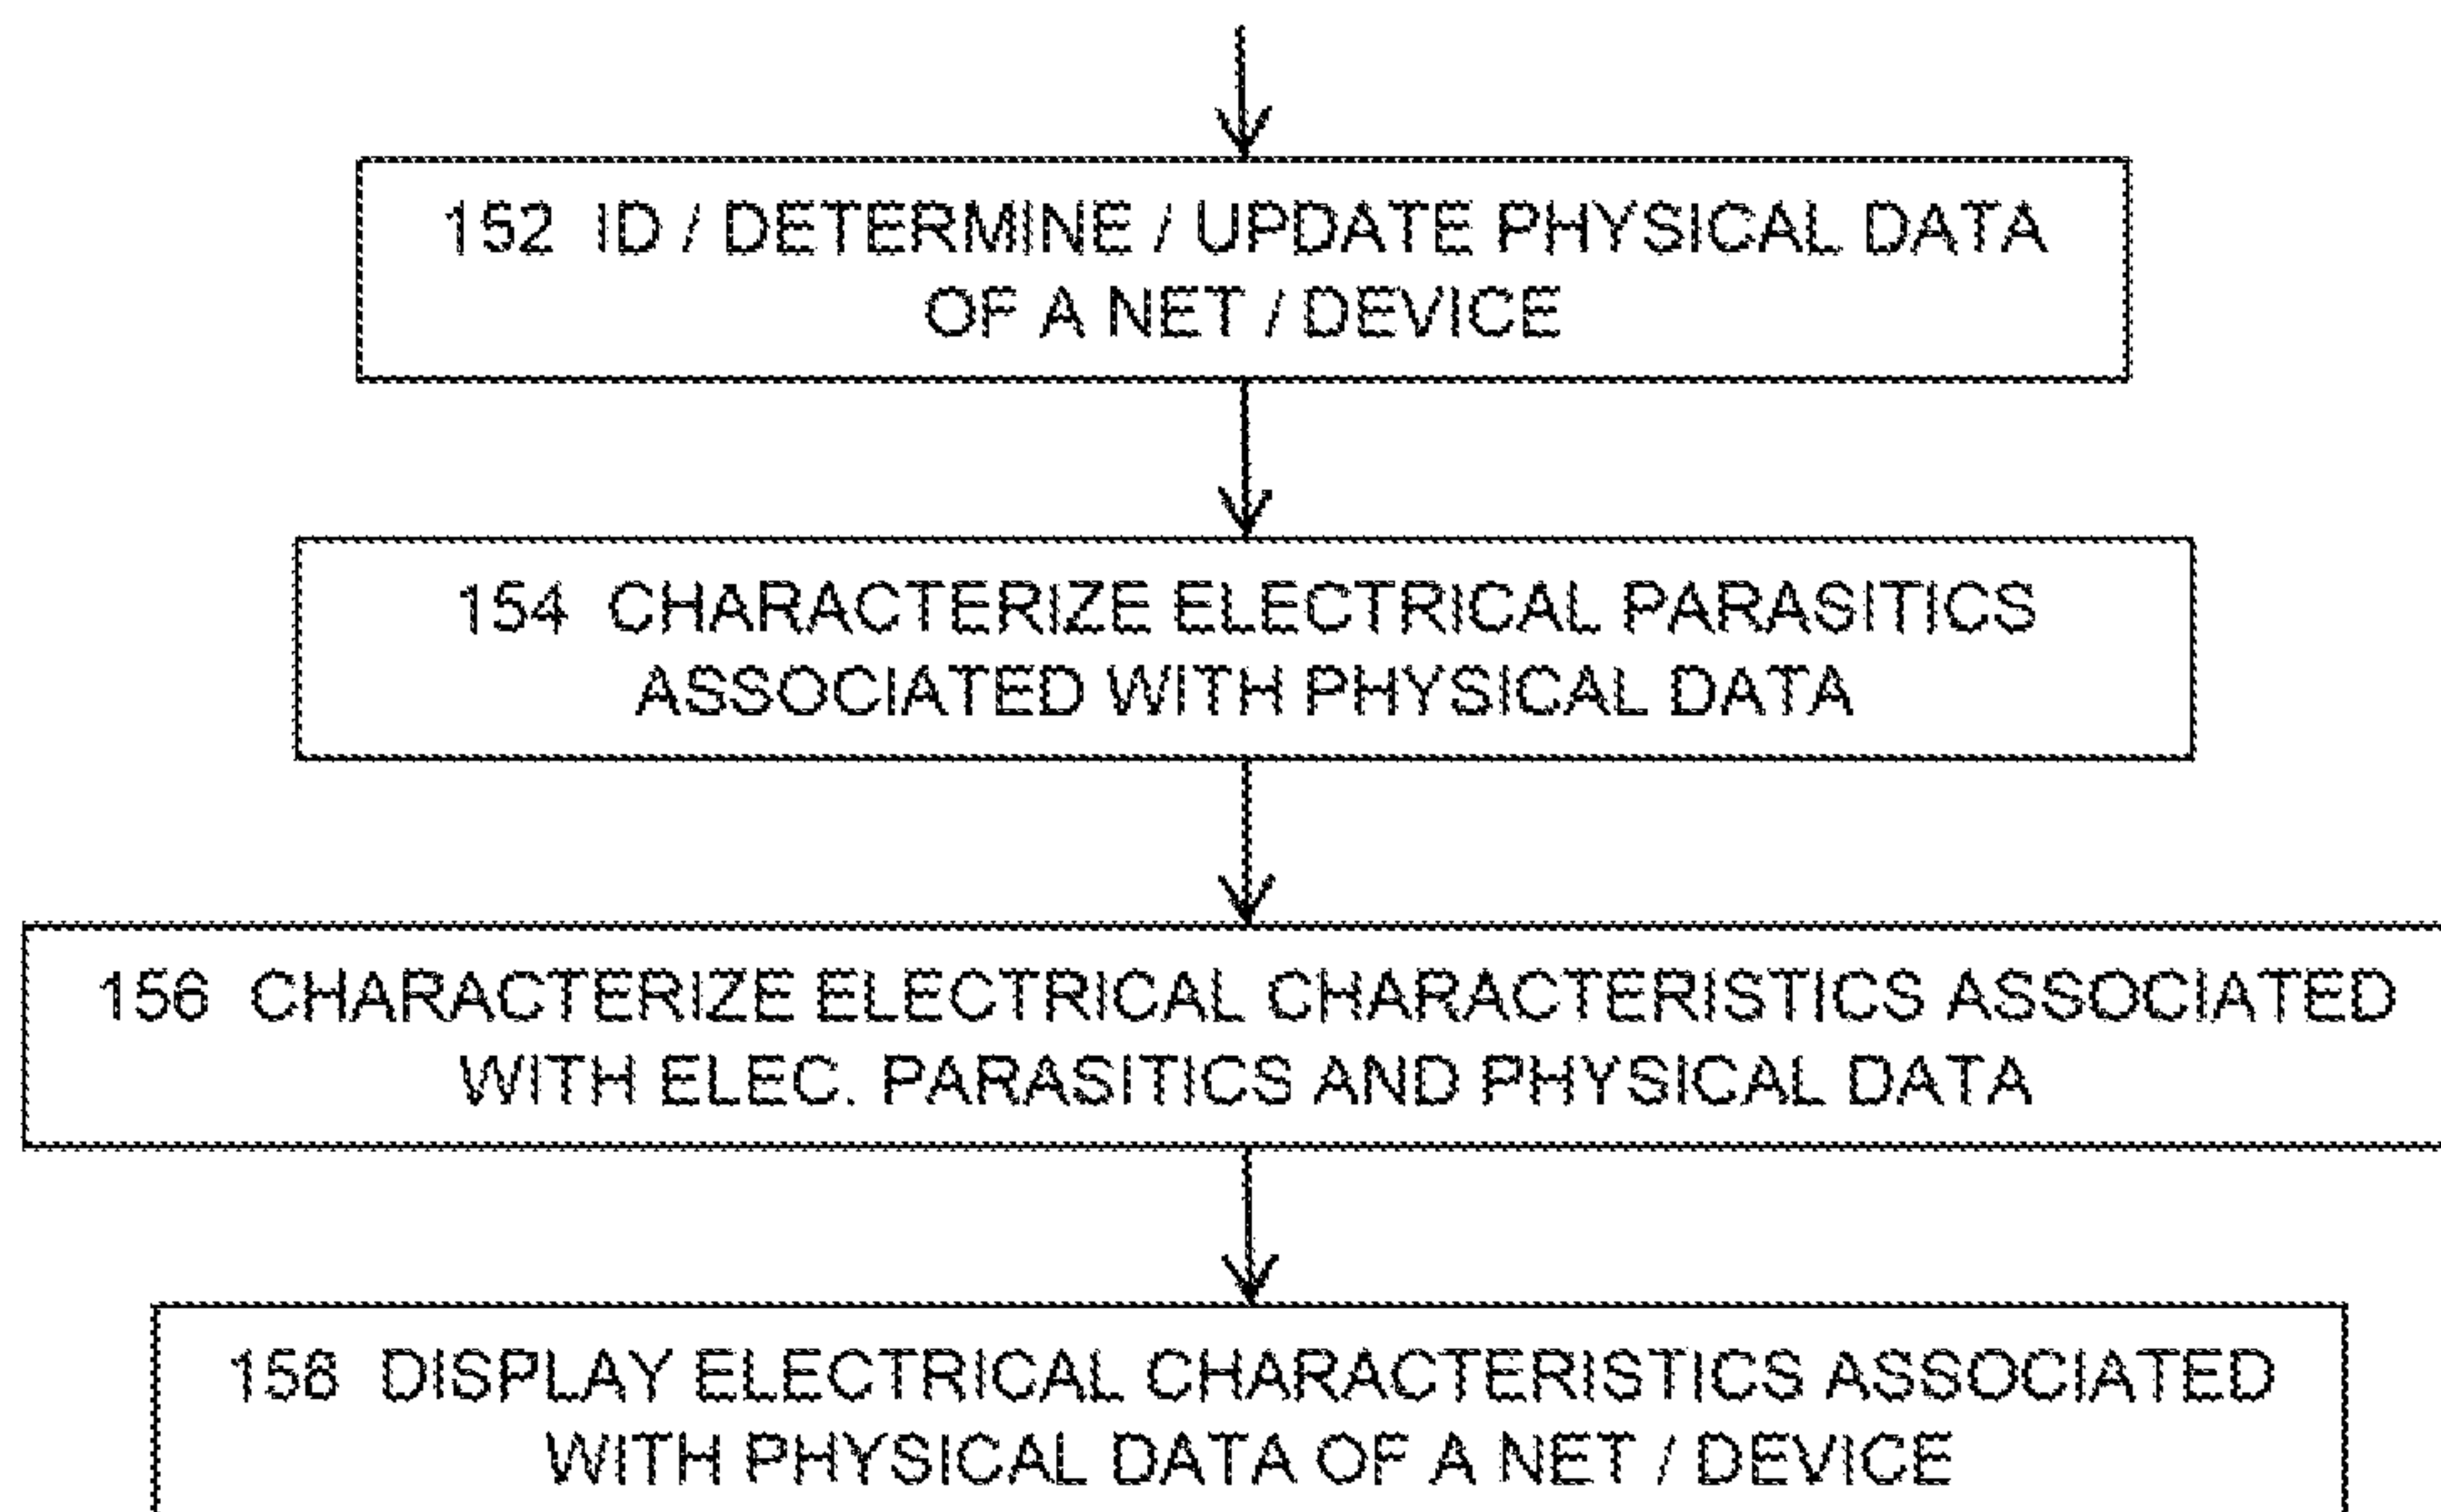 152 ID / DETERMINE / UPDATE PHYSICAL DATA
OF A NET / DEVICE
154 CHARACTERIZE ELECTRICAL PARASITICS
ASSOCIATED WITH PHYSICAL DATA
156 CHARACTERIZE ELECTRICAL CHARACTERISTICS ASSOCIATED
WITH ELEC. PARASITICS AND PHYSICAL DATA
158 DISPLAY ELECTRICAL CHARACTERISTICS ASSOCIATED
WITH PHYSICAL DATA OF A NET / DEVICE